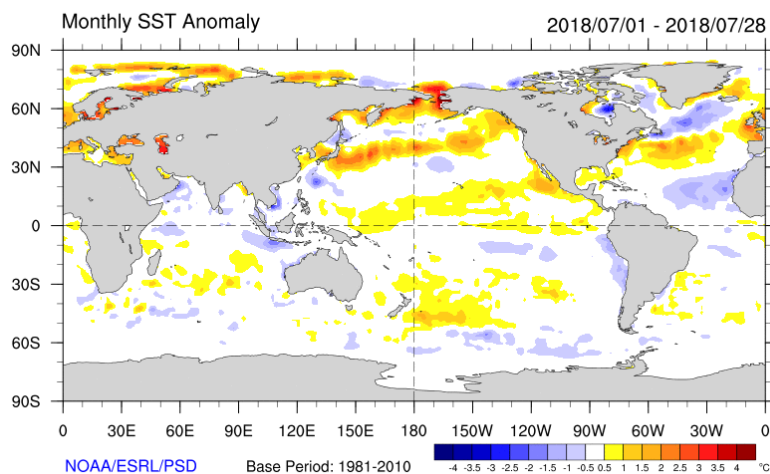 Monthly SST Anomaly 2018/07/01 - 2018/07/28
90N
60N
30N
0
30S
60S
90S
0 30E 60E 90E 120E 150E 180 150W 120W 90W 60W 30W 0
NOAA/ESRL/PSD Base Period: 1981-2010
-4 -3.5 -3 -2.5 -2 -1.5 -1 -0.5 0.5 1 1.5 2 2.5 3 3.5 4 °C